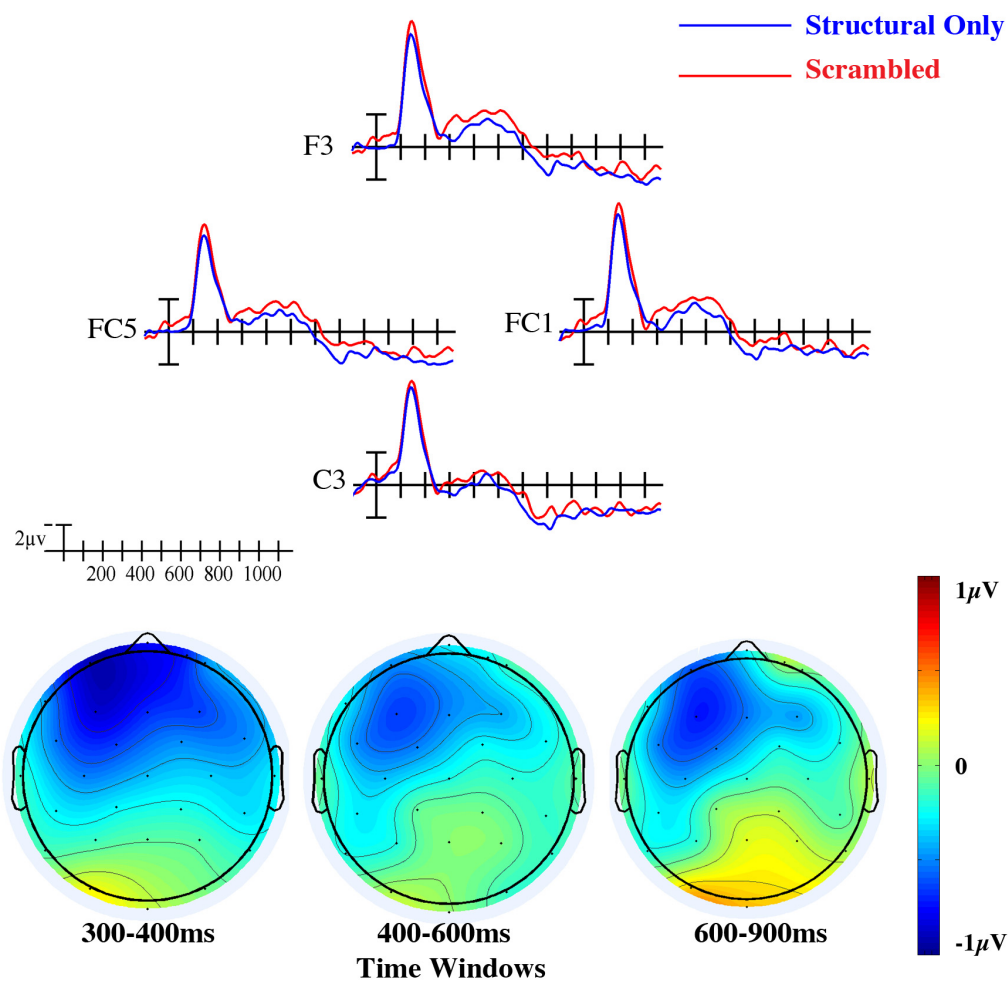 Structural Only
Scrambled
F3
FC5
FC1
C3
2μv
200 400 600 800 1000
1μV
0
-1μV
300-400ms
400-600ms
600-900ms
Time Windows